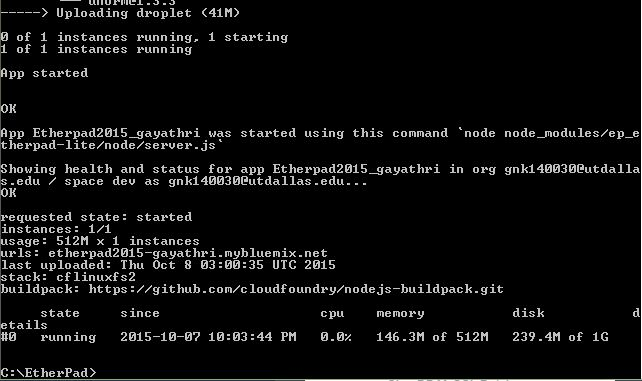 -----> Uploading droplet (41M)
0 of 1 instances running, 1 starting
1 of 1 instances running
App started
OK
App Etherpad2015_gayathri was started using this command `node node_modules/ep_e
therpad-lite/node/server.js`
Showing health and status for app Etherpad2015_gayathri in org gnk140030@utdalla
s.edu / space dev as gnk140030@utdallas.edu...
OK
requested state: started
instances: 1/1
usage: 512M x 1 instances
urls: etherpad2015-gayathri.mybluemix.net
last uploaded: Thu Oct 8 03:00:35 UTC 2015
stack: cflinuxfs2
buildpack: https://github.com/cloudfoundry/nodejs-buildpack.git
state since cpu memory disk d
etails
#0 running 2015-10-07 10:03:44 PM 0.0% 146.3M of 512M 239.4M of 1G
C:\EtherPad>